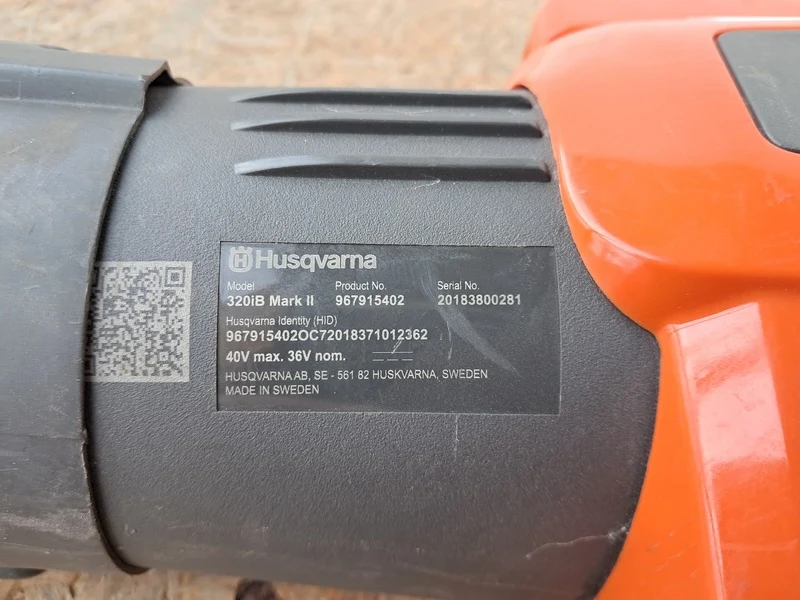 Husqvarna
Model Product No. Serial No.
320iB Mark II 967915402 20183800281
Husqvarna Identity (HID)
967915402OC72018371012362
40V max. 36V nom.
HUSQVARNA AB, SE - 561 82 HUSKVARNA, SWEDEN
MADE IN SWEDEN